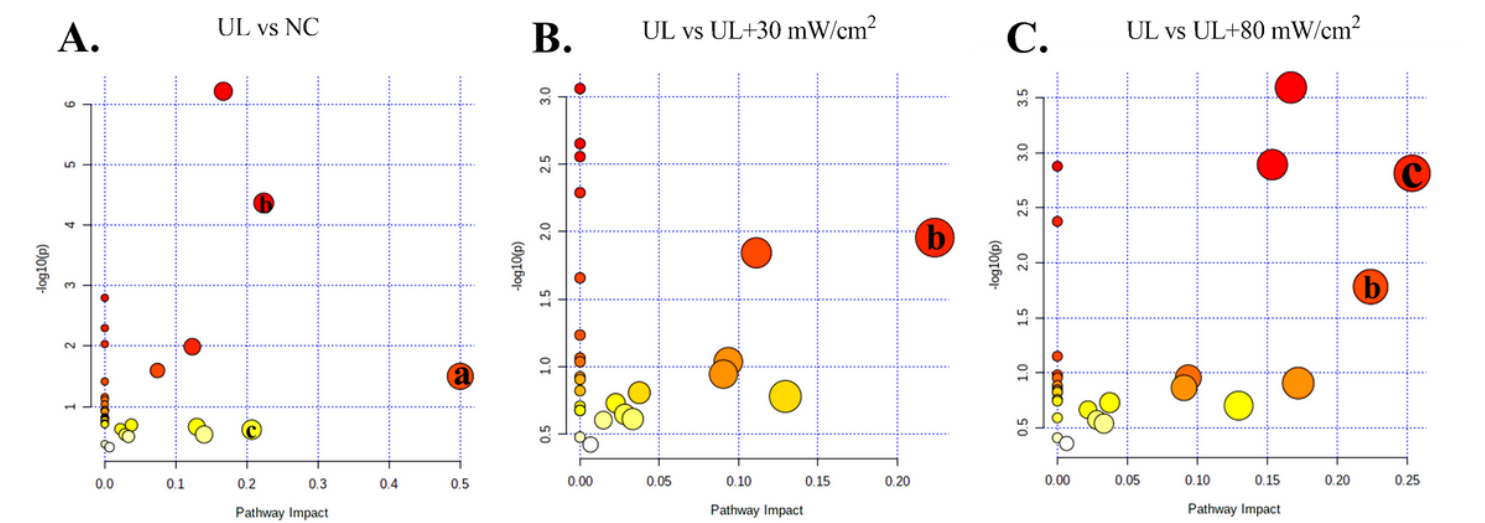 A.
UL vs NC
-log10(p)
6
5
4
3
2
1
b
a
c
0.0 0.1 0.2 0.3 0.4 0.5
Pathway Impact
B.
UL vs UL+30 mW/cm²
-log10(p)
3.0
2.5
2.0
1.5
1.0
0.5
b
0.00 0.05 0.10 0.15 0.20
Pathway Impact
C.
UL vs UL+80 mW/cm²
-log10(p)
3.5
3.0
2.5
2.0
1.5
1.0
0.5
c
b
0.00 0.05 0.10 0.15 0.20 0.25
Pathway Impact